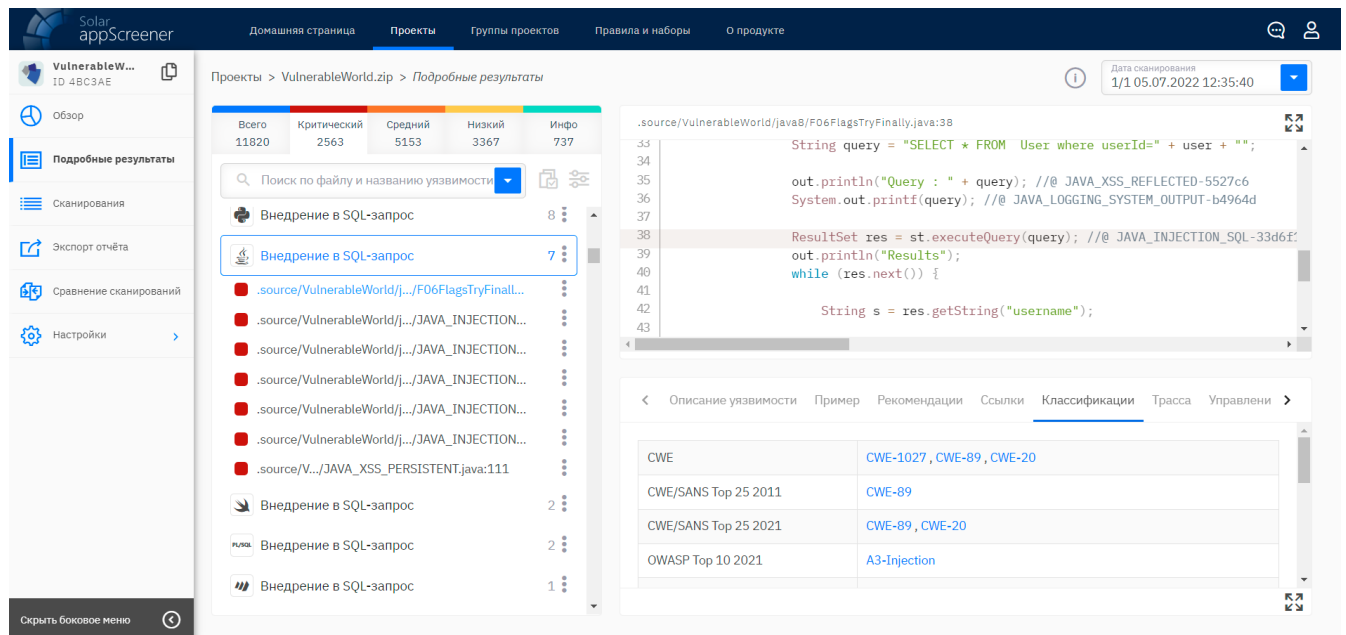 Solar
appScreener
Домашняя страница Проекты Группы проектов Правила и наборы О продукте
VulnerableW...
ID 4BC3AE
Обзор
Подробные результаты
Сканирования
Экспорт отчёта
Сравнение сканирований
Настройки
Скрыть боковое меню
Проекты > VulnerableWorld.zip > Подробные результаты
Дата сканирования
1/1 05.07.2022 12:35:40
Всего Критический Средний Низкий Инфо
11820 2563 5153 3367 737
Поиск по файлу и названию уязвимости
Внедрение в SQL-запрос 8
Внедрение в SQL-запрос 7
.source/VulnerableWorld/j.../F06FlagsTryFinall...
.source/VulnerableWorld/j.../JAVA_INJECTION...
.source/VulnerableWorld/j.../JAVA_INJECTION...
.source/VulnerableWorld/j.../JAVA_INJECTION...
.source/VulnerableWorld/j.../JAVA_INJECTION...
.source/VulnerableWorld/j.../JAVA_INJECTION...
.source/V.../JAVA_XSS_PERSISTENT.java:111
Внедрение в SQL-запрос 2
PL/SQL Внедрение в SQL-запрос 2
Внедрение в SQL-запрос 1
.source/VulnerableWorld/java8/F06FlagsTryFinally.java:38
33 String query = "SELECT * FROM User where userId=" + user + "";
34
35 out.println("Query : " + query); //@ JAVA_XSS_REFLECTED-5527c6
36 System.out.printf(query); //@ JAVA_LOGGING_SYSTEM_OUTPUT-b4964d
37
38 ResultSet res = st.executeQuery(query); //@ JAVA_INJECTION_SQL-33d6f1
39 out.println("Results");
40 while (res.next()) {
41
42 String s = res.getString("username");
43
Описание уязвимости Пример Рекомендации Ссылки Классификации Трасса Управлени
CWE CWE-1027 , CWE-89 , CWE-20
CWE/SANS Top 25 2011 CWE-89
CWE/SANS Top 25 2021 CWE-89 , CWE-20
OWASP Top 10 2021 A3-Injection